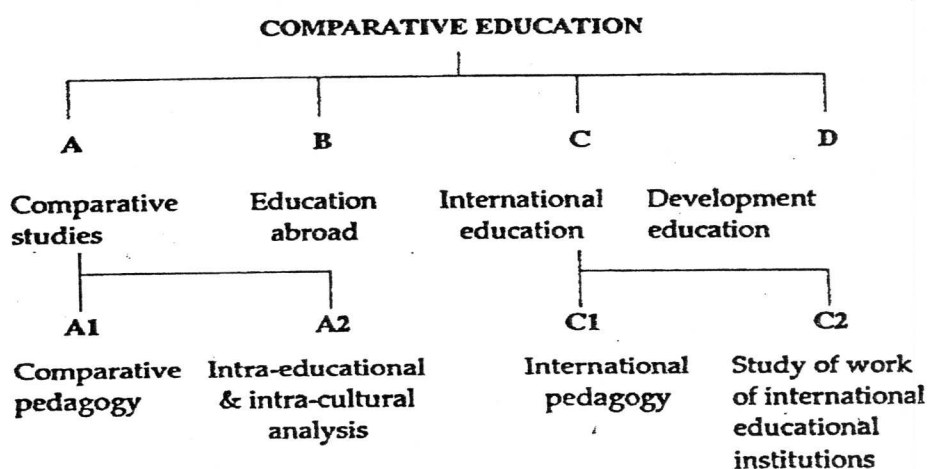 COMPARATIVE EDUCATION
A
B
C
D
Comparative
studies
Education
abroad
International
education
Development
education
A1
A2
C1
C2
Comparative
pedagogy
Intra-educational
& intra-cultural
analysis
International
pedagogy
Study of work
of international
educational
institutions